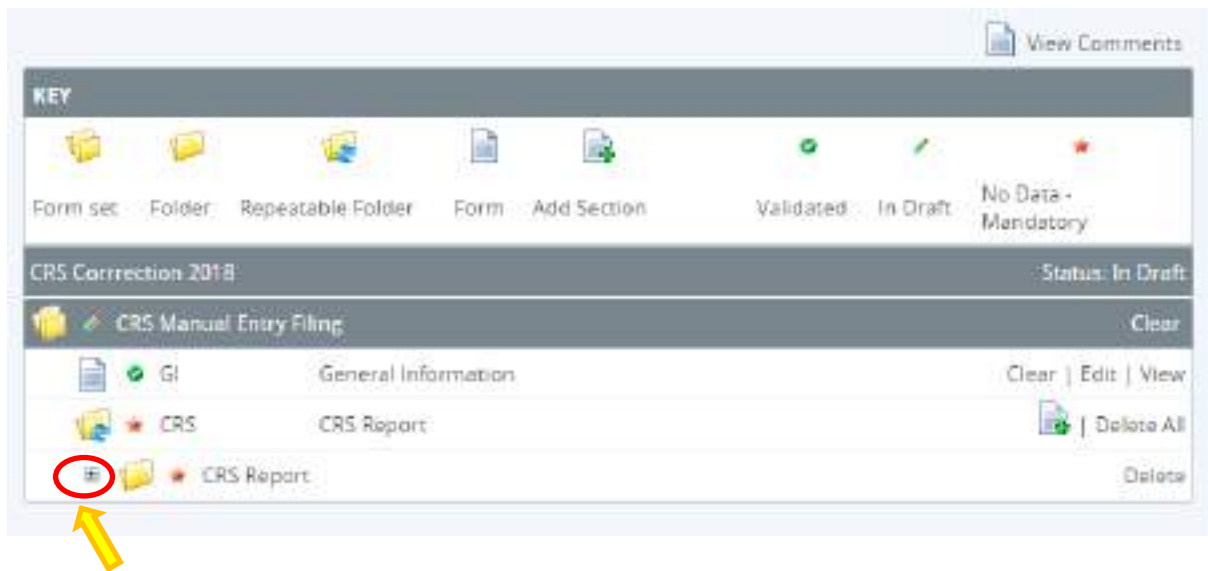 View Comments
KEY
Form set Folder Repeatable Folder Form Add Section Validated In Draft No Data -
Mandatory
CRS Corrrection 2018 Status: In Draft
CRS Manual Entry Filing Clear
GI General Information Clear | Edit | View
CRS CRS Report | Delete All
CRS Report Delete